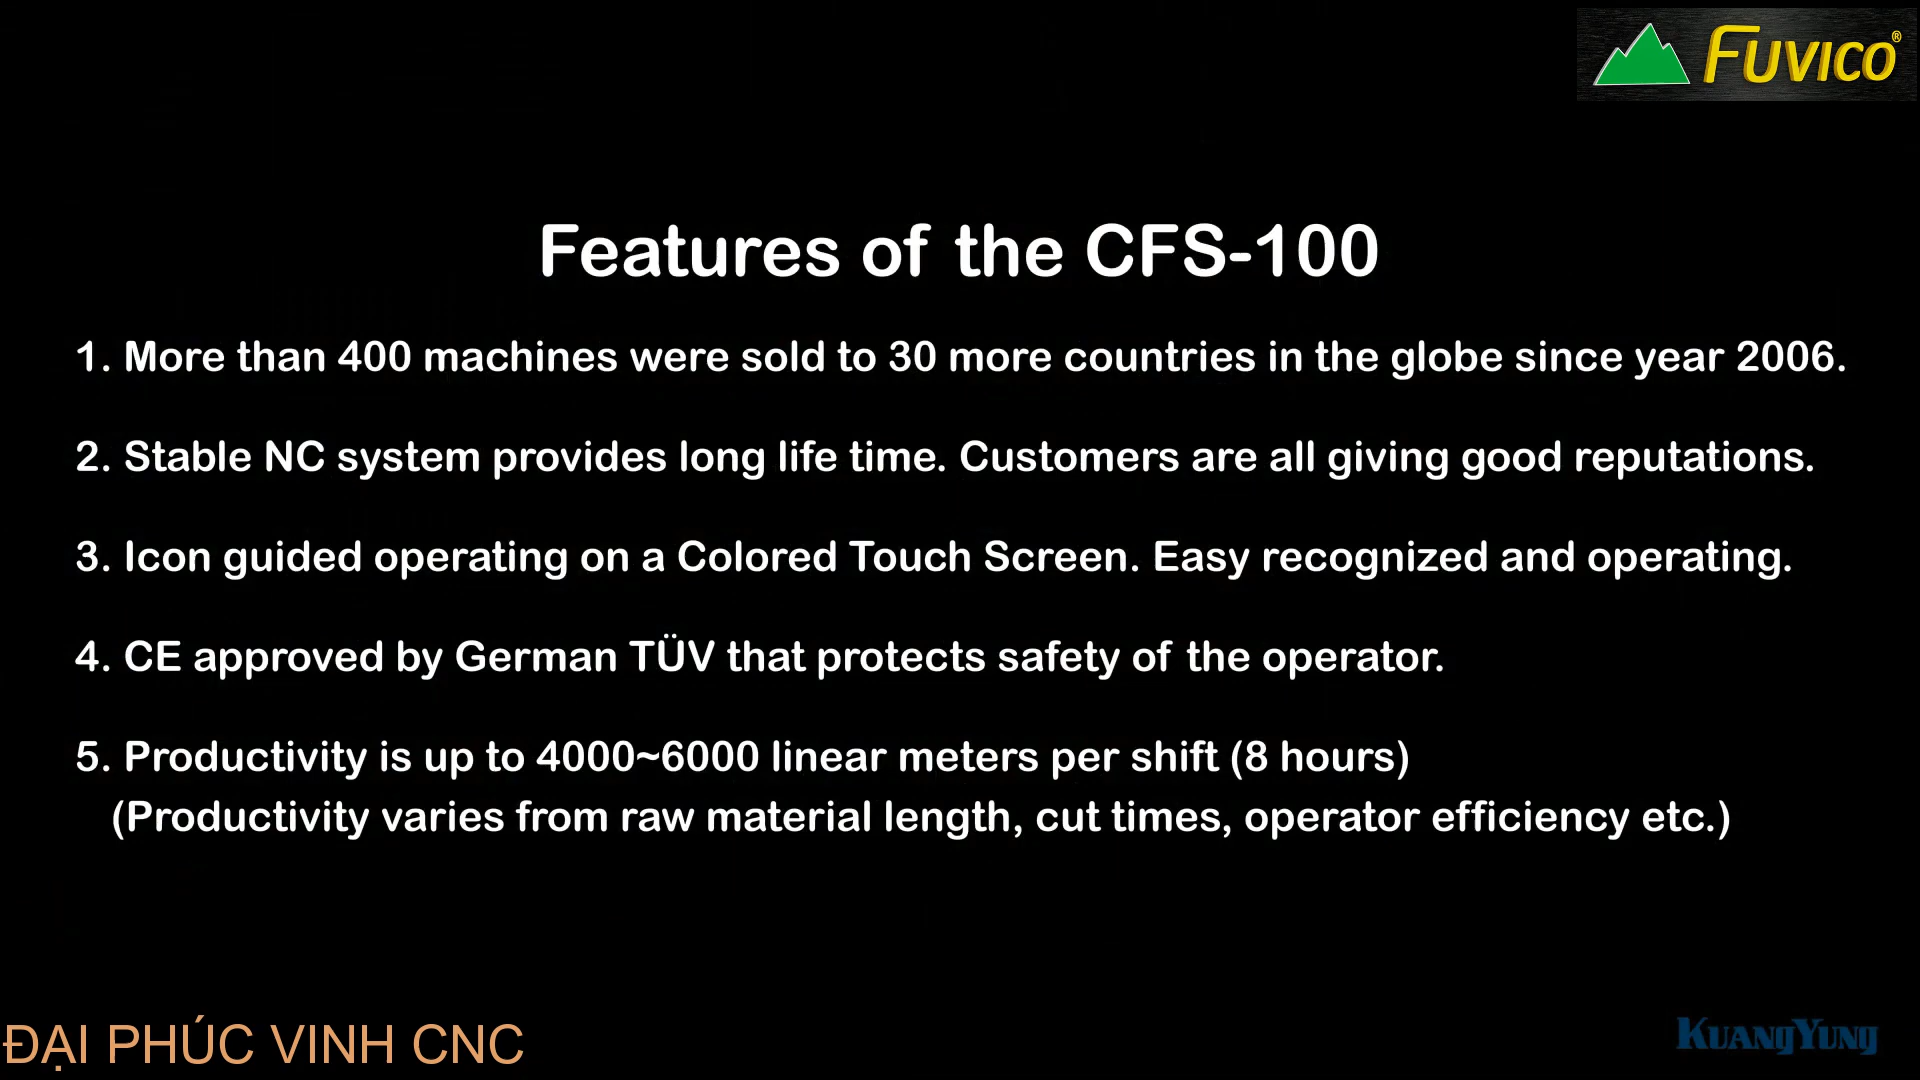 FUVICO®
Features of the CFS-100
1. More than 400 machines were sold to 30 more countries in the globe since year 2006.
2. Stable NC system provides long life time. Customers are all giving good reputations.
3. Icon guided operating on a Colored Touch Screen. Easy recognized and operating.
4. CE approved by German TÜV that protects safety of the operator.
5. Productivity is up to 4000~6000 linear meters per shift (8 hours)
(Productivity varies from raw material length, cut times, operator efficiency etc.)
ĐẠI PHÚC VINH CNC
KUANGYUNG